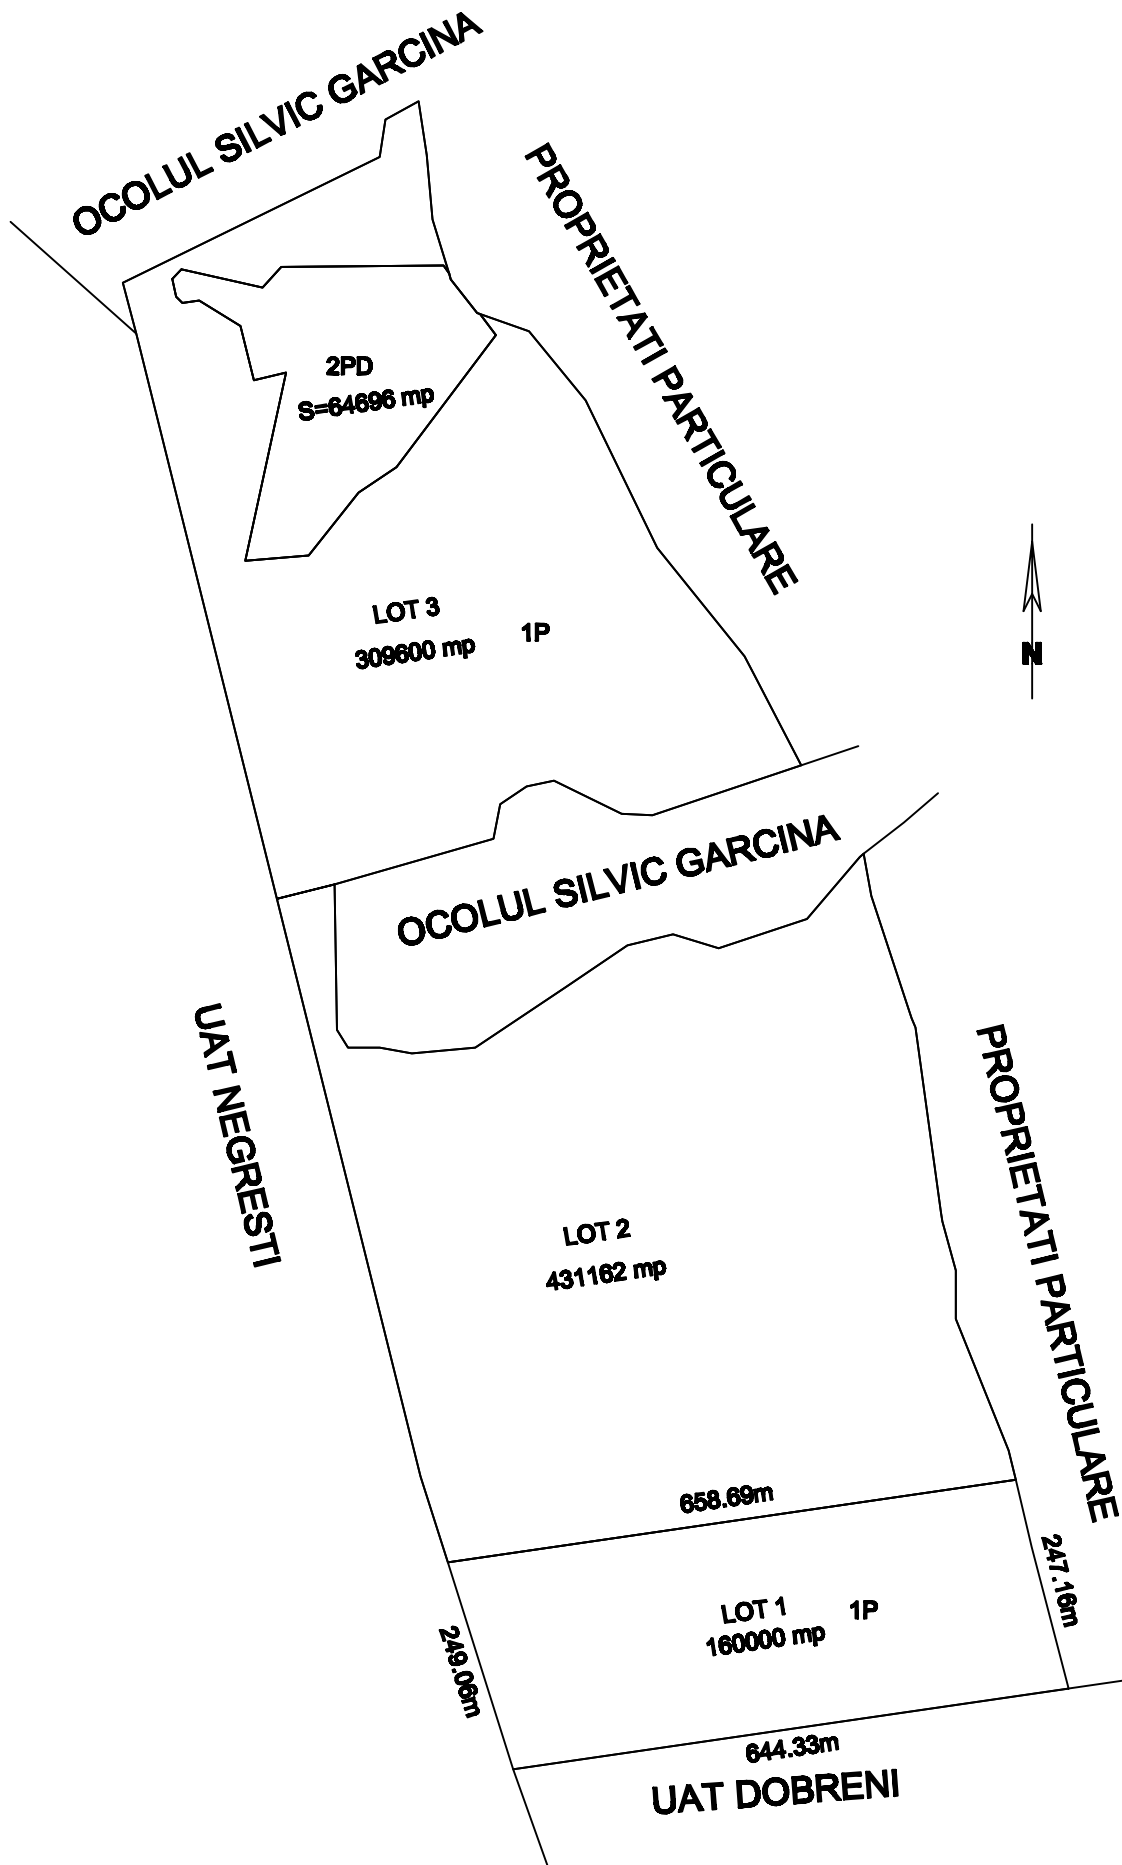 OCOLUL SILVIC GARCINA
PROPRIETATI PARTICULARE
2PD
S=64696 mp
LOT 3
309600 mp
1P
N
OCOLUL SILVIC GARCINA
UAT NEGRESTI
PROPRIETATI PARTICULARE
LOT 2
431162 mp
658.69m
247.16m
LOT 1
160000 mp
1P
249.06m
644.33m
UAT DOBRENI